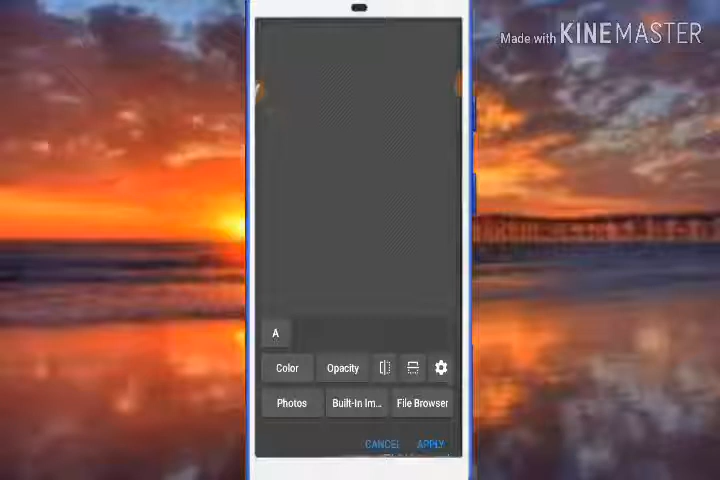 Made with KINEMASTER
A
Color Opacity
Photos Built-In Im... File Browser
CANCEL APPLY